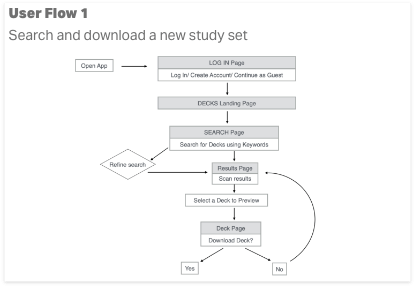 User Flow 1
Search and download a new study set
Open App
LOG IN Page
Log In/ Create Account/ Continue as Guest
DECKS Landing Page
SEARCH Page
Search for Decks using Keywords
Refine search
Results Page
Scan results
Select a Deck to Preview
Deck Page
Download Deck?
Yes
No